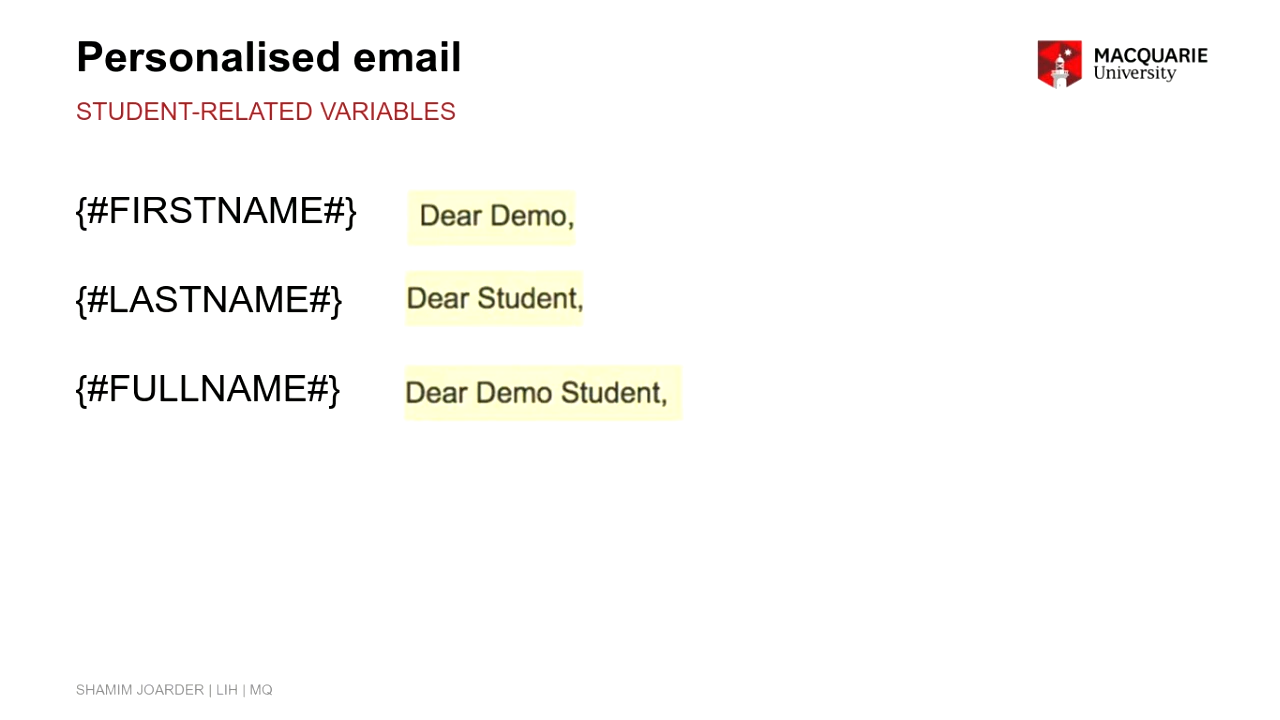 Personalised email
MACQUARIE
University
STUDENT-RELATED VARIABLES
{#FIRSTNAME#} Dear Demo,
{#LASTNAME#} Dear Student,
{#FULLNAME#} Dear Demo Student,
SHAMIM JOARDER | LIH | MQ